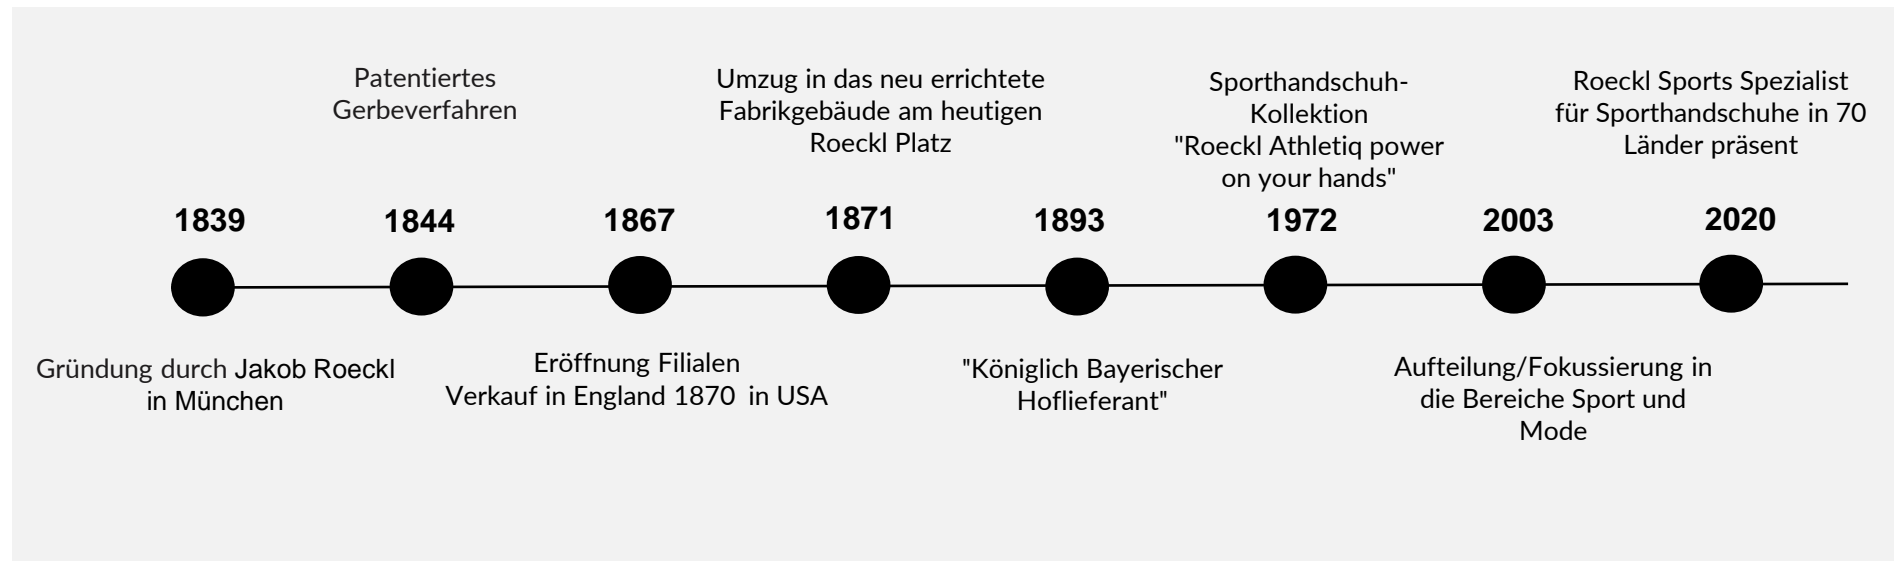 Patentiertes
Gerbeverfahren
Umzug in das neu errichtete
Fabrikgebäude am heutigen
Roeckl Platz
Sporthandschuh-
Kollektion
"Roeckl Athletiq power
on your hands"
Roeckl Sports Spezialist
für Sporthandschuhe in 70
Länder präsent
1839 1844 1867 1871 1893 1972 2003 2020
Gründung durch Jakob Roeckl
in München
Eröffnung Filialen
Verkauf in England 1870  in USA
"Königlich Bayerischer
Hoflieferant"
Aufteilung/Fokussierung in
die Bereiche Sport und
Mode